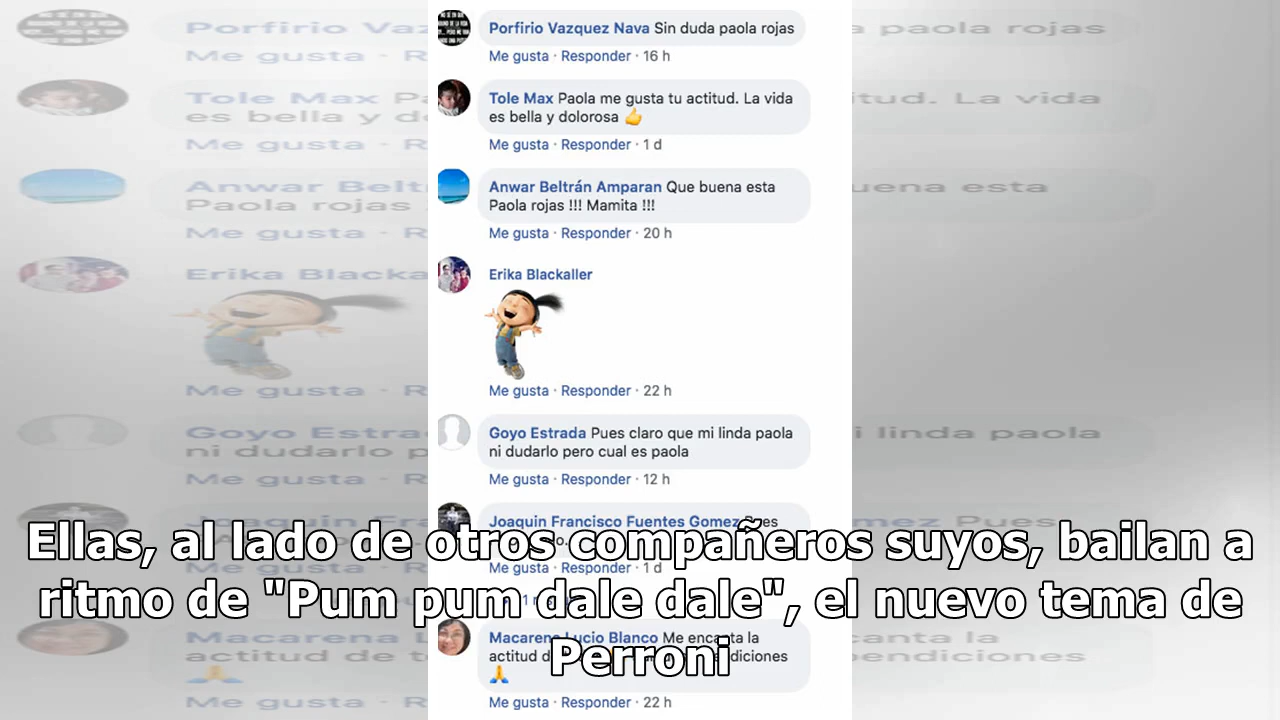 Porfirio Vazquez Nava Sin duda paola rojas
Me gusta · Responder · 16 h
Tole Max Paola me gusta tu actitud. La vida
es bella y dolorosa 👍
Me gusta · Responder · 1 d
Anwar Beltrán Amparan Que buena esta
Paola rojas !!! Mamita !!!
Me gusta · Responder · 20 h
Erika Blackaller
Me gusta · Responder · 22 h
Goyo Estrada Pues claro que mi linda paola
ni dudarlo pero cual es paola
Me gusta · Responder · 12 h
Joaquin Francisco Fuentes Gomez Pues
Me gusta · Responder · 1 d
Macarena Lucio Blanco Me encanta la
actitud
🙏
Me gusta · Responder · 22 h
Ellas, al lado de otros compañeros suyos, bailan a
ritmo de "Pum pum dale dale", el nuevo tema de
Perroni